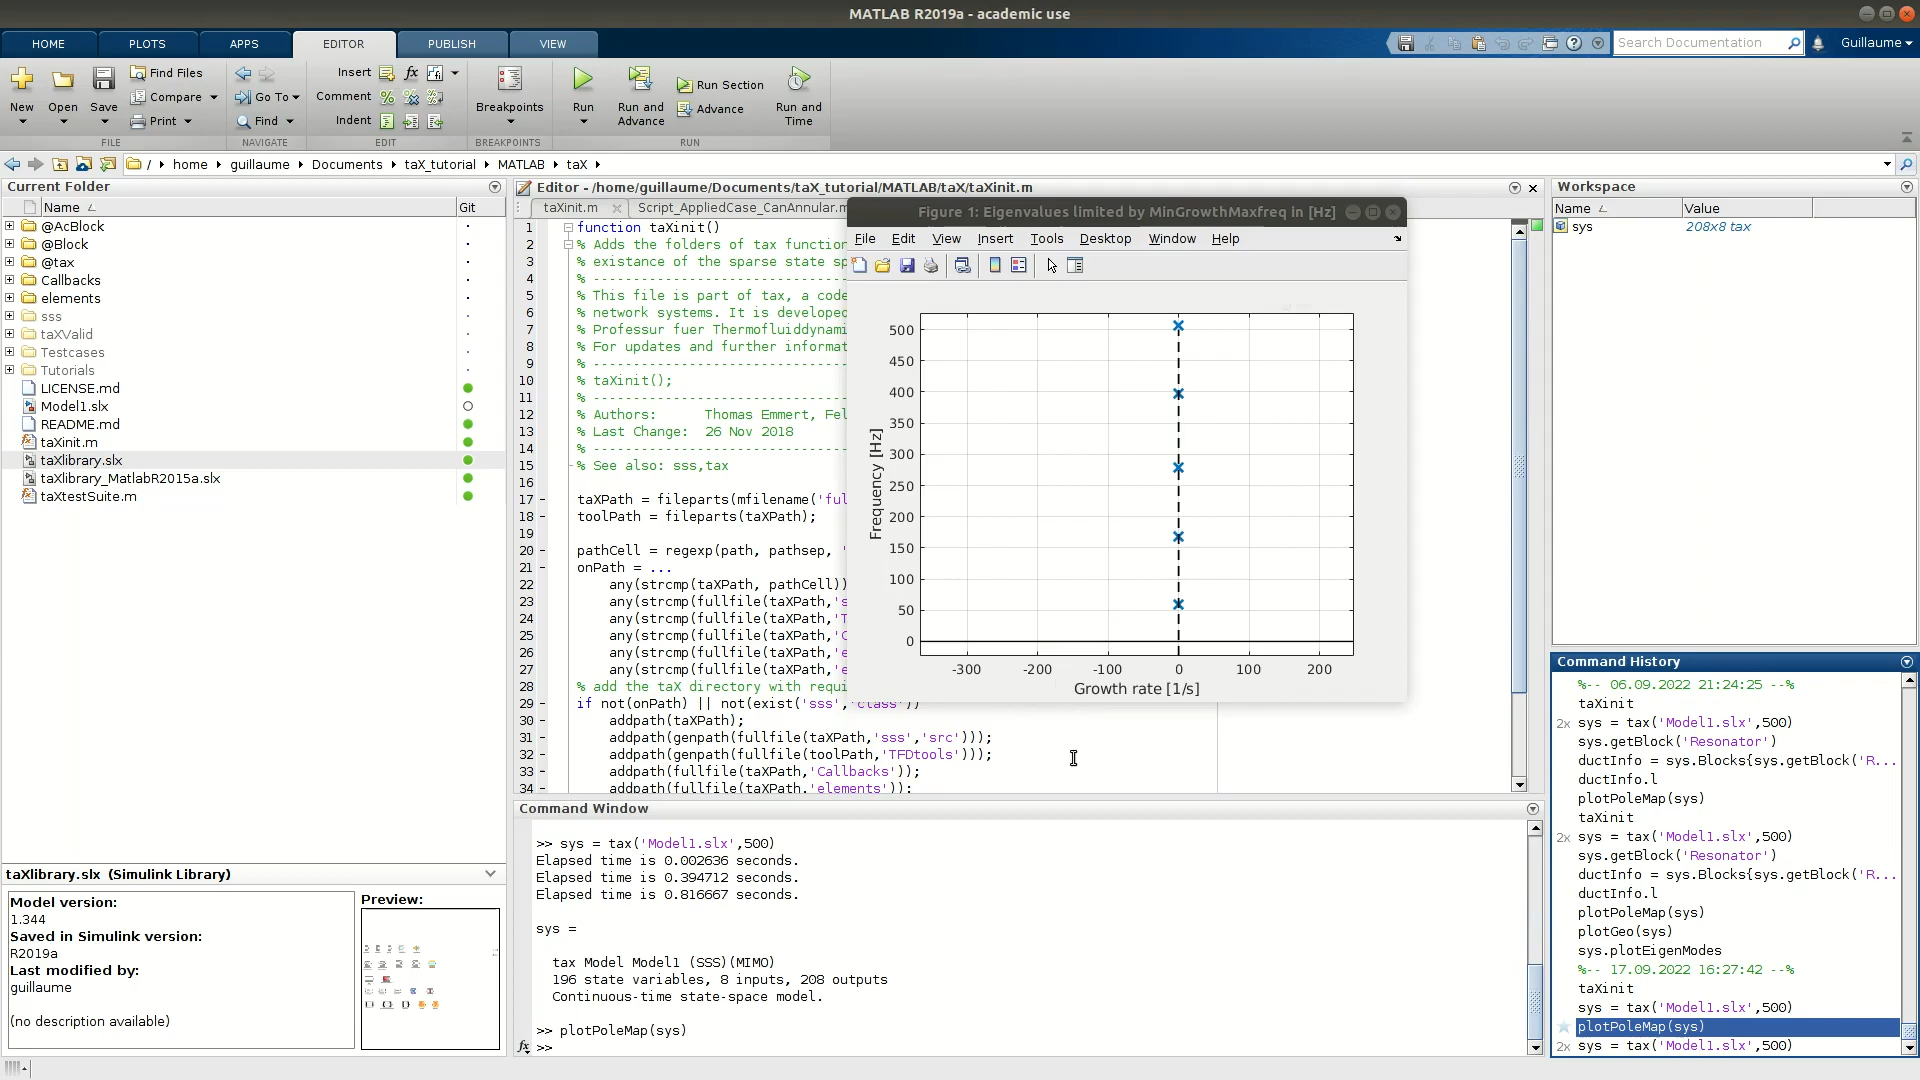 MATLAB R2019a - academic use
HOME PLOTS APPS EDITOR PUBLISH VIEW
Search Documentation
Guillaume
New Open Save Find Files Compare Print
Go To Find
Insert fx
Comment
Indent
Breakpoints
Run Run and Advance Run Section Advance Run and Time
FILE NAVIGATE EDIT BREAKPOINTS RUN
/ home guillaume Documents taX_tutorial MATLAB taX
Current Folder
Name Git
@AcBlock
@Block
@tax
Callbacks
elements
sss
taXValid
Testcases
Tutorials
LICENSE.md
Model1.slx
README.md
taXinit.m
taXlibrary.slx
taXlibrary_MatlabR2015a.slx
taXtestSuite.m
taXlibrary.slx (Simulink Library)
Model version:
1.344
Saved in Simulink version:
R2019a
Last modified by:
guillaume
(no description available)
Preview:
Editor - /home/guillaume/Documents/taX_tutorial/MATLAB/taX/taXinit.m
taXinit.m Script_AppliedCase_CanAnnular.m
1 function taXinit()
2 % Adds the folders of tax function
3 % existance of the sparse state sp
4 % --------------------------------
5 % This file is part of tax, a code
6 % network systems. It is developed
7 % Professur fuer Thermofluiddynami
8 % For updates and further informat
9 % --------------------------------
10 % taXinit();
11 % --------------------------------
12 % Authors: Thomas Emmert, Fel
13 % Last Change: 26 Nov 2018
14 % --------------------------------
15 % See also: sss,tax
16
17 taXPath = fileparts(mfilename('ful
18 toolPath = fileparts(taXPath);
19
20 pathCell = regexp(path, pathsep, '
21 onPath = ...
22 any(strcmp(taXPath, pathCell))
23 any(strcmp(fullfile(taXPath,'s
24 any(strcmp(fullfile(taXPath,'T
25 any(strcmp(fullfile(taXPath,'C
26 any(strcmp(fullfile(taXPath,'e
27 any(strcmp(fullfile(taXPath,'e
28 % add the taX directory with requi
29 if not(onPath) || not(exist('sss','class'))
30 addpath(taXPath);
31 addpath(genpath(fullfile(taXPath,'sss','src')));
32 addpath(genpath(fullfile(toolPath,'TFDtools')));
33 addpath(fullfile(taXPath,'Callbacks'));
34 addpath(fullfile(taXPath,'elements'));
Figure 1: Eigenvalues limited by MinGrowthMaxfreq in [Hz]
File Edit View Insert Tools Desktop Window Help
500
450
400
350
300
250
200
150
100
50
0
Frequency [Hz]
-300 -200 -100 0 100 200
Growth rate [1/s]
Command Window
>> sys = tax('Model1.slx',500)
Elapsed time is 0.002636 seconds.
Elapsed time is 0.394712 seconds.
Elapsed time is 0.816667 seconds.
sys =
tax Model Model1 (SSS)(MIMO)
196 state variables, 8 inputs, 208 outputs
Continuous-time state-space model.
>> plotPoleMap(sys)
fx >>
Workspace
Name Value
sys 208x8 tax
Command History
%-- 06.09.2022 21:24:25 --%
taXinit
2x sys = tax('Model1.slx',500)
sys.getBlock('Resonator')
ductInfo = sys.Blocks{sys.getBlock('R...
ductInfo.l
plotPoleMap(sys)
taXinit
2x sys = tax('Model1.slx',500)
sys.getBlock('Resonator')
ductInfo = sys.Blocks{sys.getBlock('R...
ductInfo.l
plotPoleMap(sys)
plotGeo(sys)
sys.plotEigenModes
%-- 17.09.2022 16:27:42 --%
taXinit
sys = tax('Model1.slx',500)
plotPoleMap(sys)
2x sys = tax('Model1.slx',500)